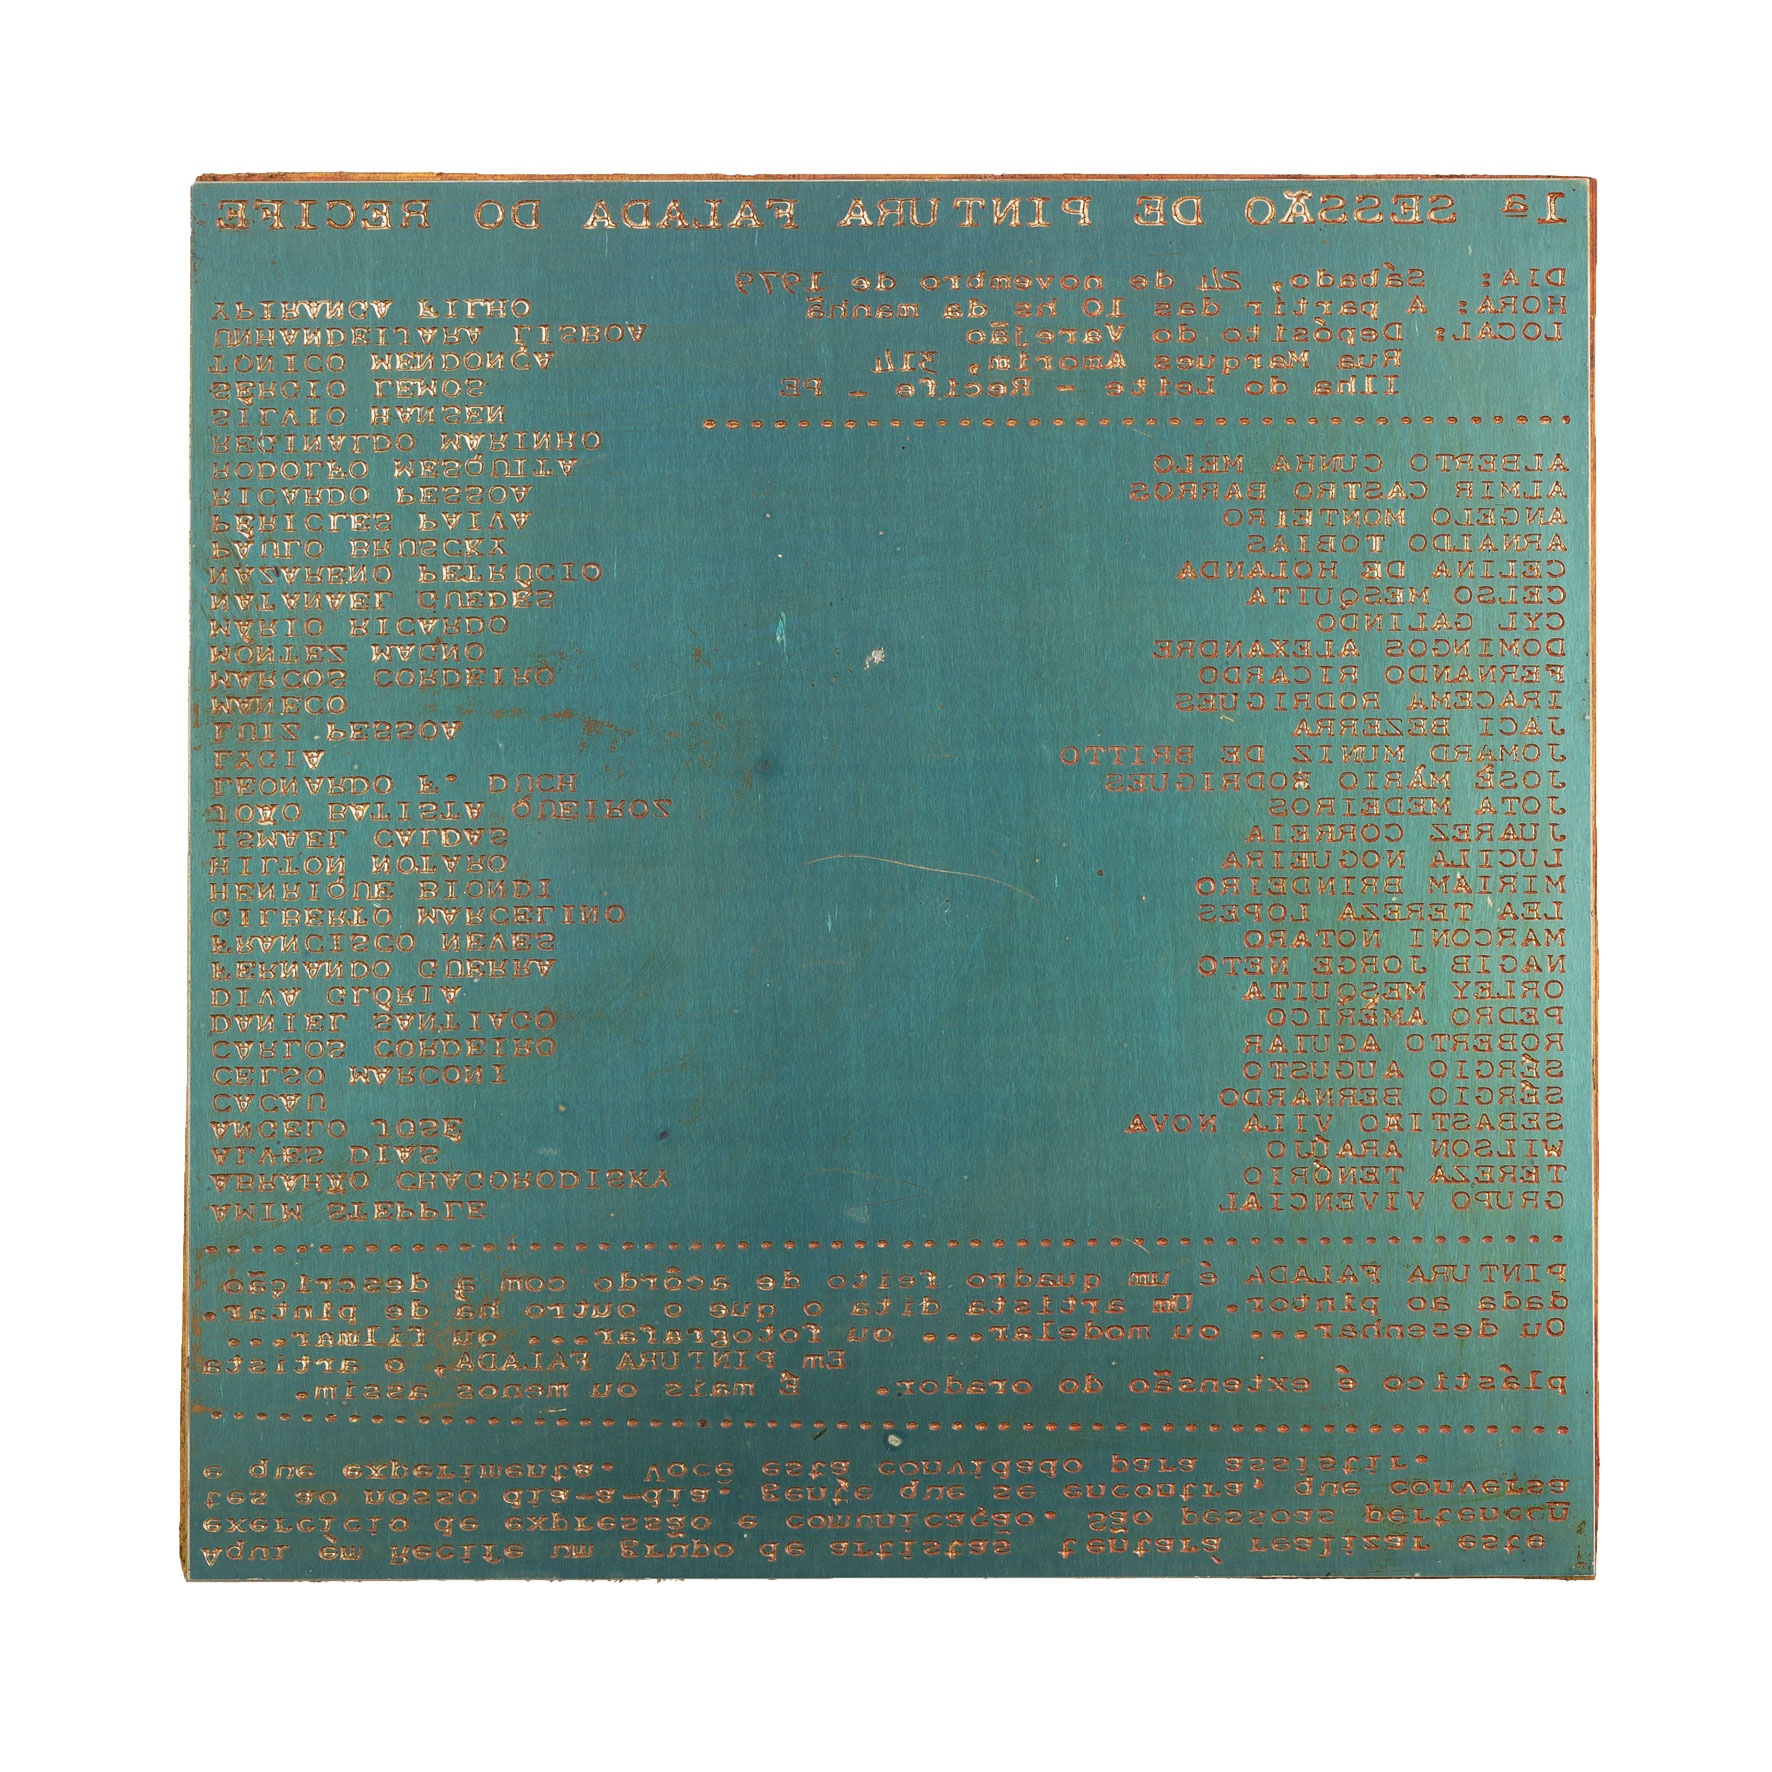 1ª SESSÃO DE PINTURA FALADA DO RECIFE
DIA: Sábado, 24 de novembro de 1979
HORA: A partir das 10 hs da manhã
LOCAL: Depósito do Varejão
Rua Marques Amorim, 314
Ilha do Leite - Recife - PE
ALBERTO CUNHA MELO
ALMIR CASTRO BARROS
ANGELO MONTEIRO
ARNALDO TOBIAS
CELINA DE HOLANDA
CELSO MESQUITA
CYL GALINDO
DOMINGOS ALEXANDRE
FERNANDO RICARDO
IRACEMA RODRIGUES
JACI BEZERRA
JOMARD MUNIZ DE BRITTO
JOSÉ MÁRIO RODRIGUES
JOTA MEDEIROS
JUAREZ CORREIA
LUCILA NOGUEIRA
MIRIAM BRINDEIRO
LEA TEREZA LOPES
MARCONI NOTARO
NAGIB JORGE NETO
ORLEY MESQUITA
PEDRO AMÉRICO
ROBERTO AGUIAR
SÉRGIO AUGUSTO
SÉRGIO BERNARDO
SEBASTIÃO VILA NOVA
WILSON ARAÚJO
TEREZA TENÓRIO
GRUPO VIVENCIAL
AMIM STEPPLE
ABRAHÃO CHACORODISKY
ALVES DIAS
ANGELO JOSÉ
CACAU
CELSO MARCONI
CARLOS CORDEIRO
DANIEL SANTIAGO
DIVA GLÓRIA
FERNANDO GUERRA
FRANCISCO NEVES
GILBERTO MARCELINO
HENRIQUE BIONDI
HILTON NOTARO
ISMAEL CALDAS
JOÃO BATISTA QUEIROZ
LEONARDO F. DUCH
LYGIA
LUIZ PESSOA
MANECO
MARCOS CORDEIRO
MONTEZ MAGNO
MÁRIO RICARDO
NATANAEL GUEDES
NAZARENO PETRÚCIO
PAULO BRUSCKY
PÉRICLES PAIVA
RICARDO PESSOA
RODOLFO MESQUITA
REGINALDO MARINHO
SILVIO HANSEN
SÉRGIO LEMOS
TONICO MENDONÇA
UNHANDEIJARA LISBOA
YPIRANGA FILHO
PINTURA FALADA é um quadro feito de acôrdo com a descrição
dada ao pintor. Um artista dita o que o outro há de pintar.
Ou desenhar... ou modelar... ou fotografar... ou filmar...
Em PINTURA FALADA, o artista
plástico é extensão do orador. É mais ou menos assim.
Aqui em Recife um grupo de artistas tentará realizar este
exercício de expressão e comunicação. São pessoas pertencen
tes ao nosso dia-a-dia. gente que se encontra, que conversa
e que experimenta. Você está convidado para assistir.